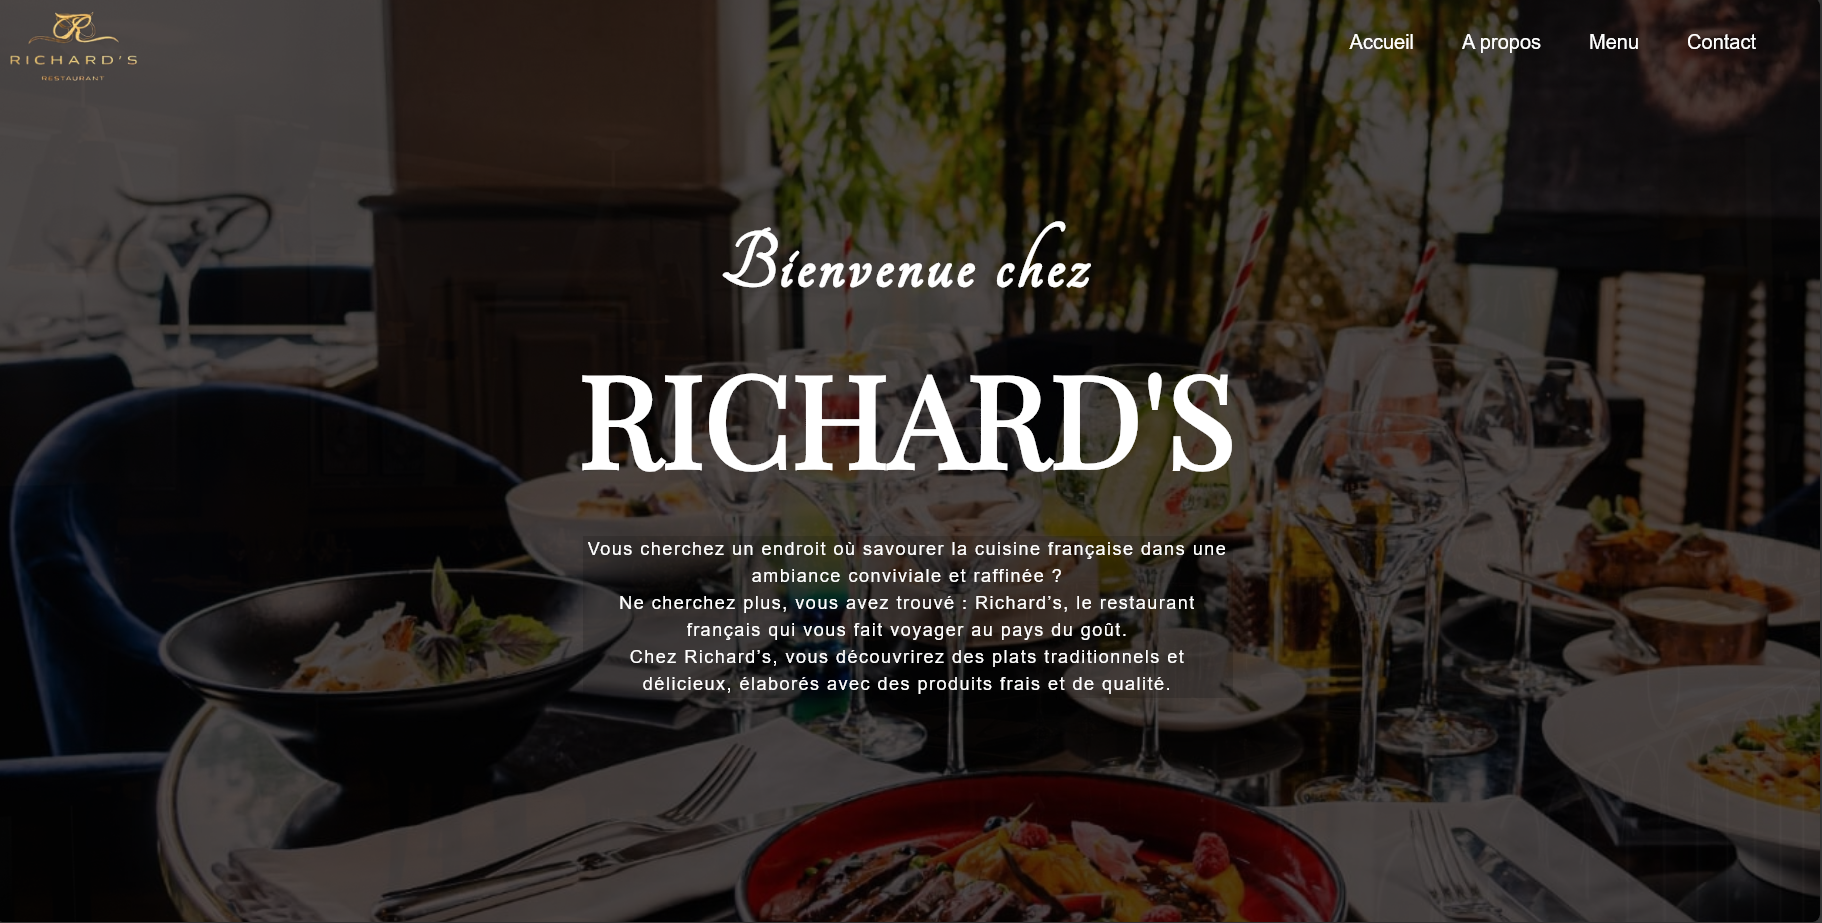 RICHARD'S
RESTAURANT
Accueil A propos Menu Contact
Bienvenue chez
RICHARD'S
Vous cherchez un endroit où savourer la cuisine française dans une
ambiance conviviale et raffinée ?
Ne cherchez plus, vous avez trouvé : Richard’s, le restaurant
français qui vous fait voyager au pays du goût.
Chez Richard’s, vous découvrirez des plats traditionnels et
délicieux, élaborés avec des produits frais et de qualité.